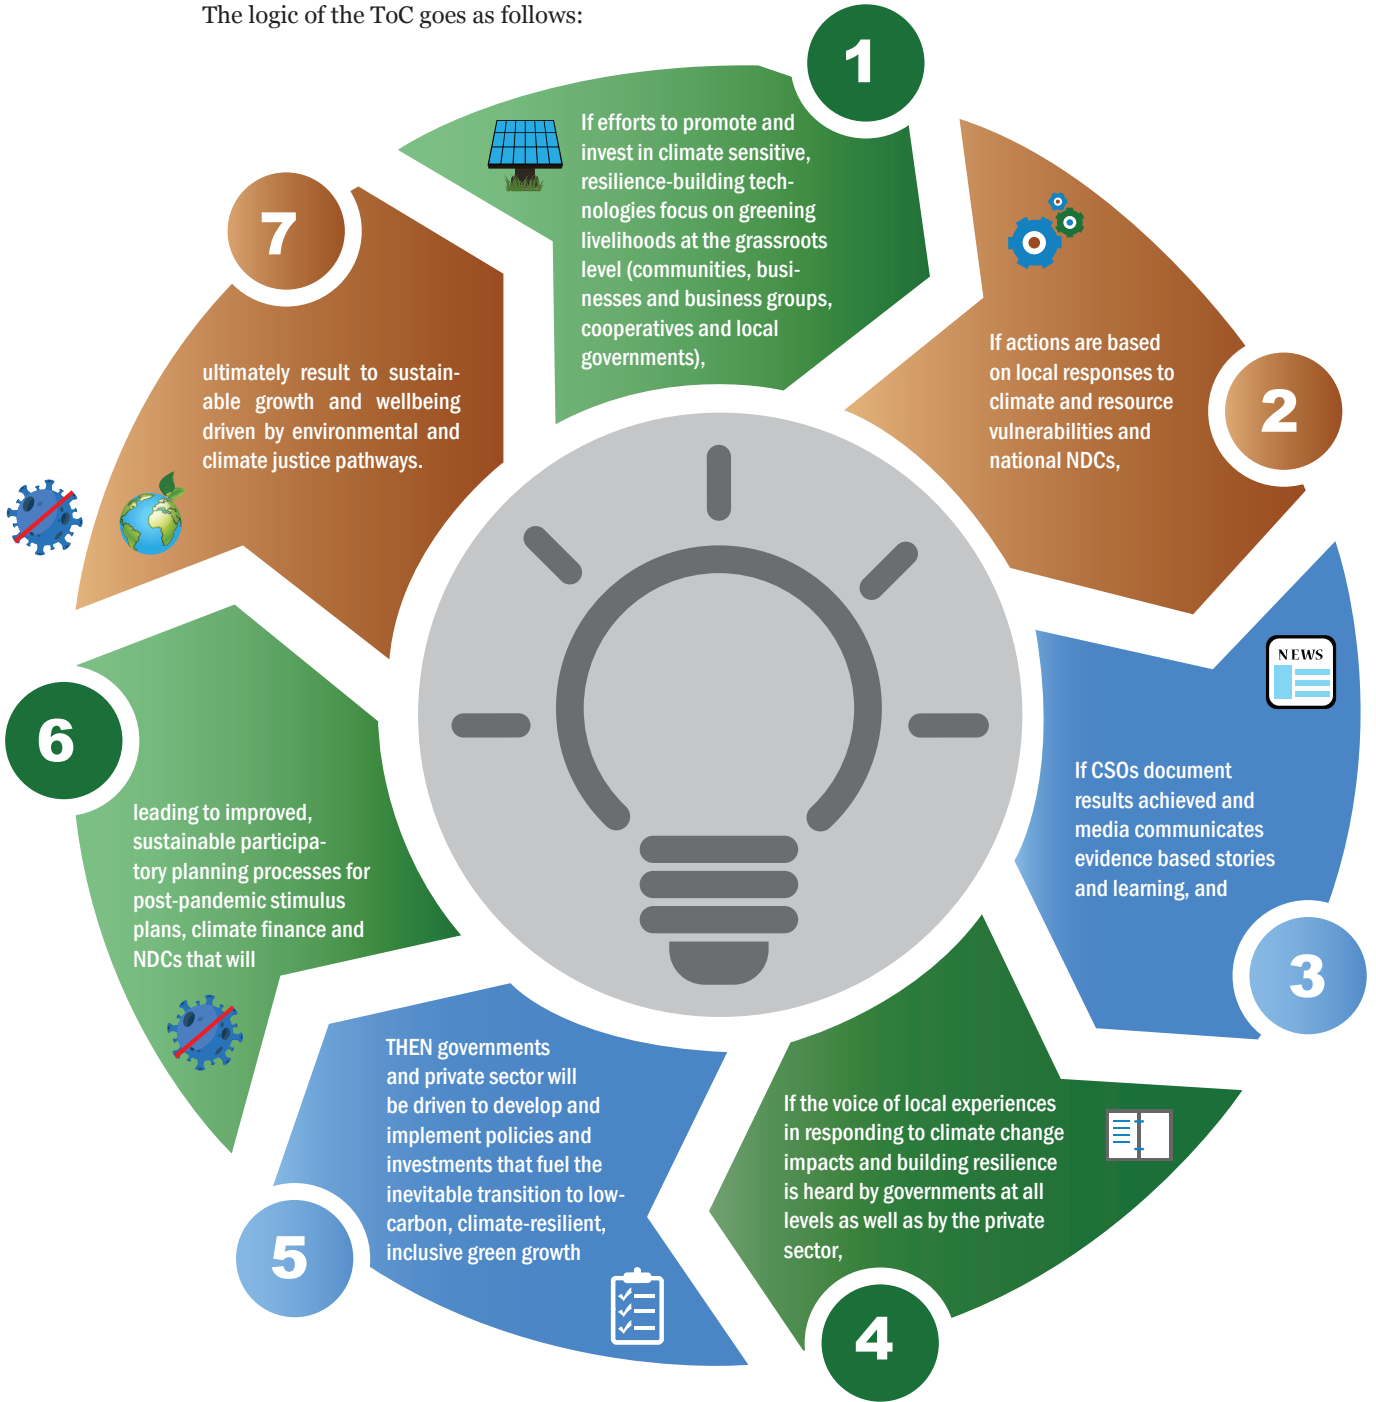 The logic of the ToC goes as follows:
1
If efforts to promote and
invest in climate sensitive,
resilience-building tech-
nologies focus on greening
livelihoods at the grassroots
level (communities, busi-
nesses and business groups,
cooperatives and local
governments),
2
If actions are based
on local responses to
climate and resource
vulnerabilities and
national NDCs,
NEWS
If CSOs document
results achieved and
media communicates
evidence based stories
and learning, and
3
If the voice of local experiences
in responding to climate change
impacts and building resilience
is heard by governments at all
levels as well as by the private
sector,
4
THEN governments
and private sector will
be driven to develop and
implement policies and
investments that fuel the
inevitable transition to low-
carbon, climate-resilient,
inclusive green growth
5
6
leading to improved,
sustainable participa-
tory planning processes for
post-pandemic stimulus
plans, climate finance and
NDCs that will
7
ultimately result to sustain-
able growth and wellbeing
driven by environmental and
climate justice pathways.